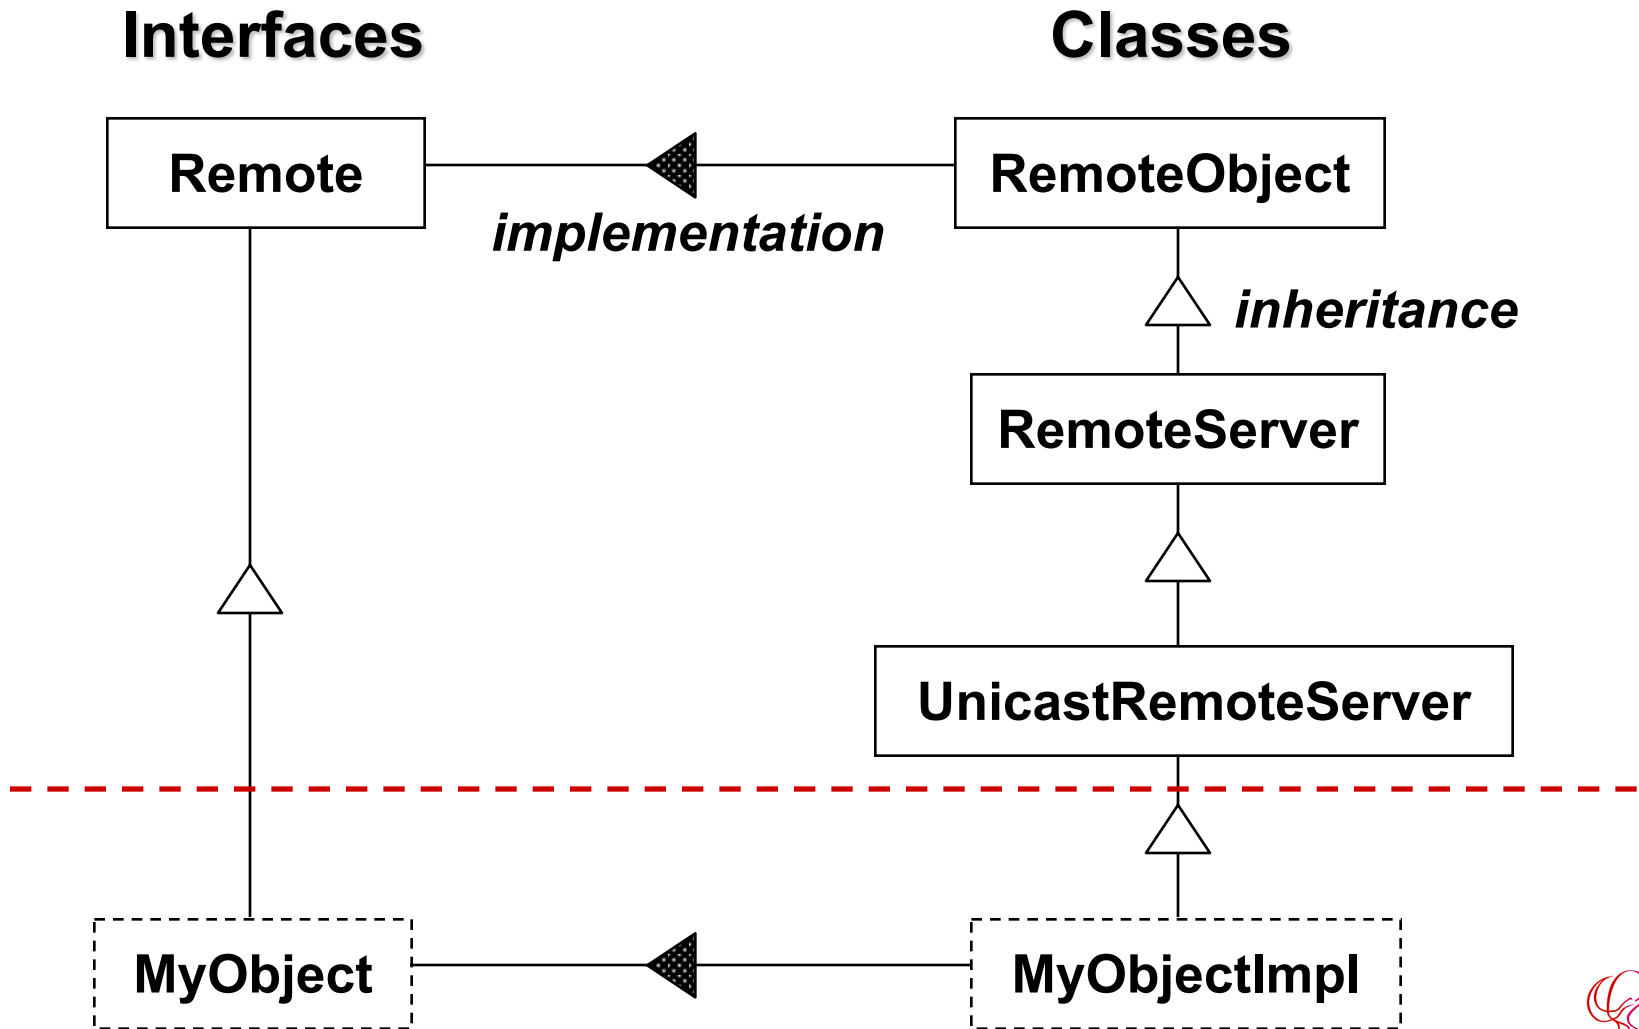 Interfaces
Classes
Remote
RemoteObject
implementation
inheritance
RemoteServer
UnicastRemoteServer
MyObject
MyObjectImpl